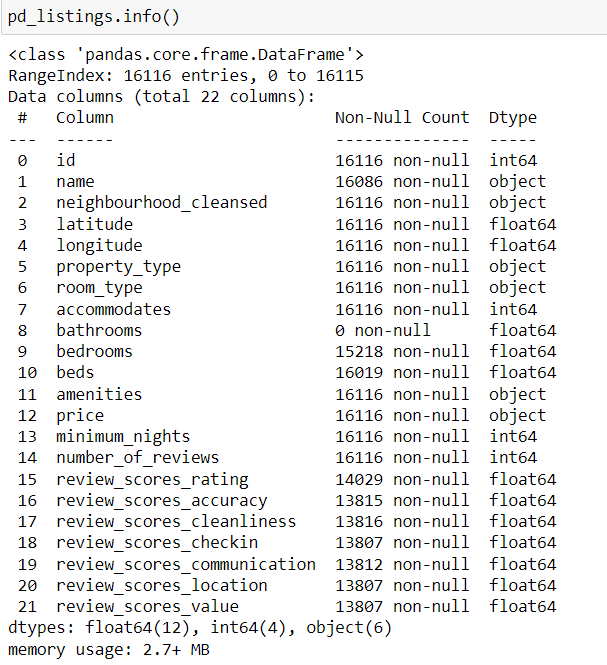 pd_listings.info()
<class 'pandas.core.frame.DataFrame'>
RangeIndex: 16116 entries, 0 to 16115
Data columns (total 22 columns):
 #   Column                       Non-Null Count  Dtype
---  ------                       --------------  -----
 0   id                           16116 non-null  int64
 1   name                         16086 non-null  object
 2   neighbourhood_cleansed       16116 non-null  object
 3   latitude                     16116 non-null  float64
 4   longitude                    16116 non-null  float64
 5   property_type                16116 non-null  object
 6   room_type                    16116 non-null  object
 7   accommodates                 16116 non-null  int64
 8   bathrooms                    0 non-null      float64
 9   bedrooms                     15218 non-null  float64
 10  beds                         16019 non-null  float64
 11  amenities                    16116 non-null  object
 12  price                        16116 non-null  object
 13  minimum_nights               16116 non-null  int64
 14  number_of_reviews            16116 non-null  int64
 15  review_scores_rating         14029 non-null  float64
 16  review_scores_accuracy       13815 non-null  float64
 17  review_scores_cleanliness    13816 non-null  float64
 18  review_scores_checkin        13807 non-null  float64
 19  review_scores_communication  13812 non-null  float64
 20  review_scores_location       13807 non-null  float64
 21  review_scores_value          13807 non-null  float64
dtypes: float64(12), int64(4), object(6)
memory usage: 2.7+ MB